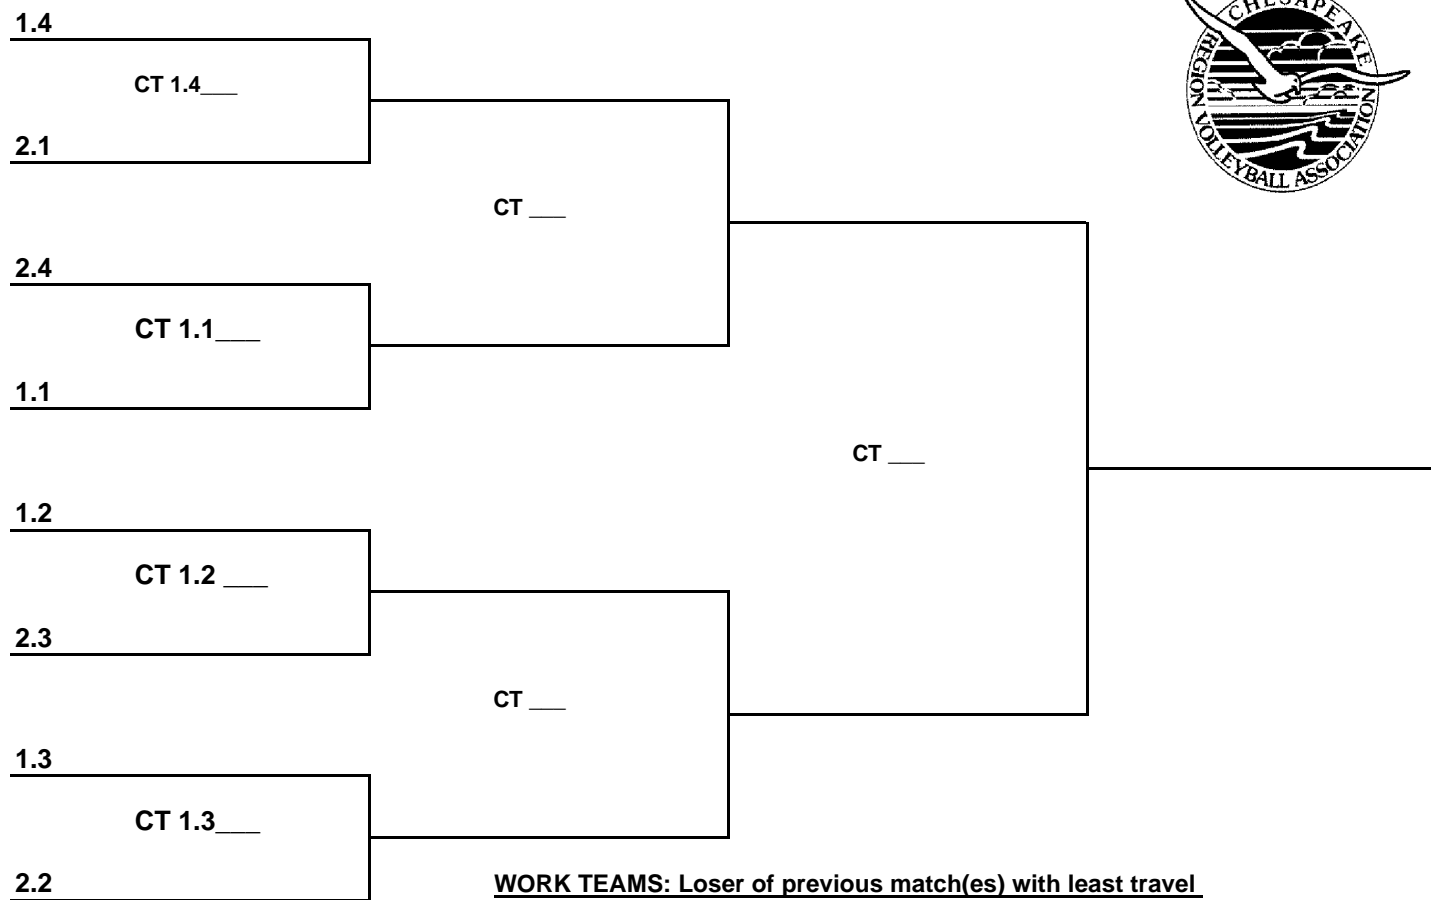 1.4
CT 1.4___
2.1
CT ___
2.4
CT 1.1___
1.1
CT ___
1.2
CT 1.2 ___
2.3
CT ___
1.3
CT 1.3___
2.2
WORK TEAMS: Loser of previous match(es) with least travel
CHESAPEAKE
REGION VOLLEYBALL ASSOCIATION